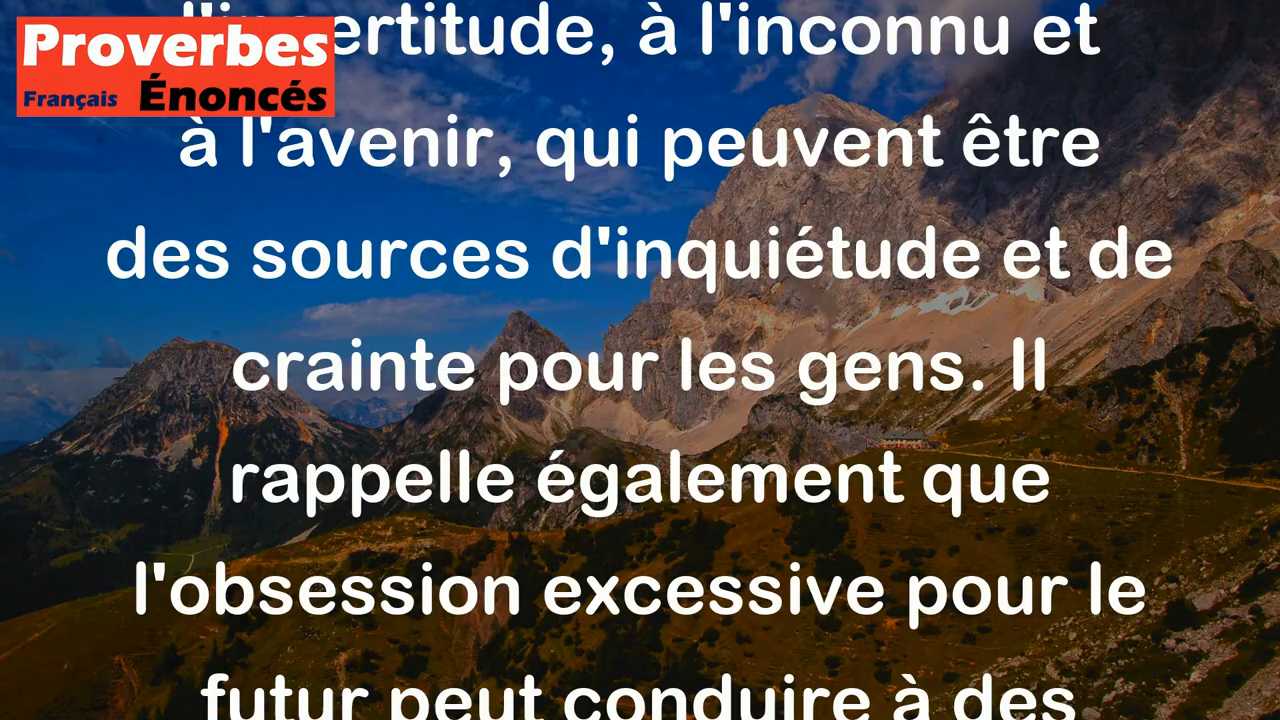 Proverbes
Français Énoncés
à l'inconnu et
à l'avenir, qui peuvent être
des sources d'inquiétude et de
crainte pour les gens. Il
rappelle également que
l'obsession excessive pour le
futur peut conduire à des